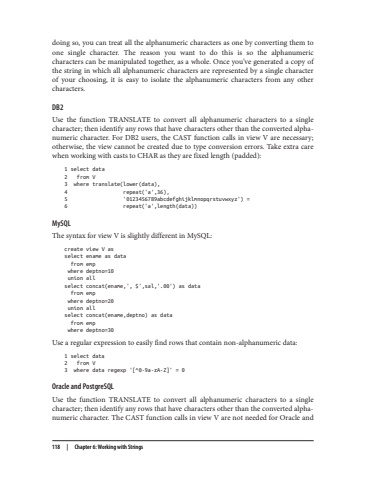 doing so, you can treat all the alphanumeric characters as one by converting them to
one single character. The reason you want to do this is so the alphanumeric
characters can be manipulated together, as a whole. Once you've generated a copy of
the string in which all alphanumeric characters are represented by a single character
of your choosing, it is easy to isolate the alphanumeric characters from any other
characters.
DB2
Use the function TRANSLATE to convert all alphanumeric characters to a single
character; then identify any rows that have characters other than the converted alpha-
numeric character. For DB2 users, the CAST function calls in view V are necessary;
otherwise, the view cannot be created due to type conversion errors. Take extra care
when working with casts to CHAR as they are fixed length (padded):
1 select data
2   from V
3  where translate(lower(data),
4                  repeat('a',36),
5                  '0123456789abcdefghijklmnopqrstuvwxyz') =
6                  repeat('a',length(data))
MySQL
The syntax for view V is slightly different in MySQL:
create view V as
select ename as data
  from emp
 where deptno=10
 union all
select concat(ename,', $',sal,'.00') as data
  from emp
 where deptno=20
 union all
select concat(ename,deptno) as data
  from emp
 where deptno=30
Use a regular expression to easily find rows that contain non-alphanumeric data:
1 select data
2   from V
3  where data regexp '[^0-9a-zA-Z]' = 0
Oracle and PostgreSQL
Use the function TRANSLATE to convert all alphanumeric characters to a single
character; then identify any rows that have characters other than the converted alpha-
numeric character. The CAST function calls in view V are not needed for Oracle and
118 | Chapter 6: Working with Strings